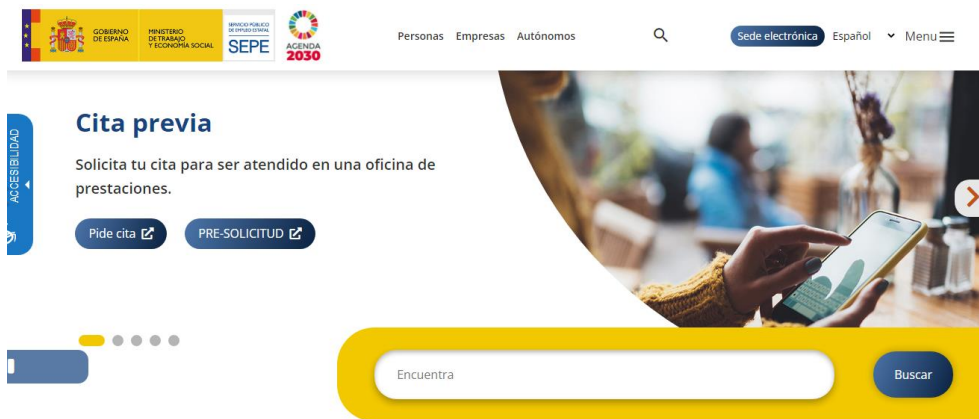 GOBIERNO
DE ESPAÑA
MINISTERIO
DE TRABAJO
Y ECONOMÍA SOCIAL
SERVICIO PÚBLICO
DE EMPLEO ESTATAL
SEPE
AGENDA
2030
Personas Empresas Autónomos
Sede electrónica Español Menu
ACCESIBILIDAD
Cita previa
Solicita tu cita para ser atendido en una oficina de
prestaciones.
Pide cita PRE-SOLICITUD
Encuentra Buscar